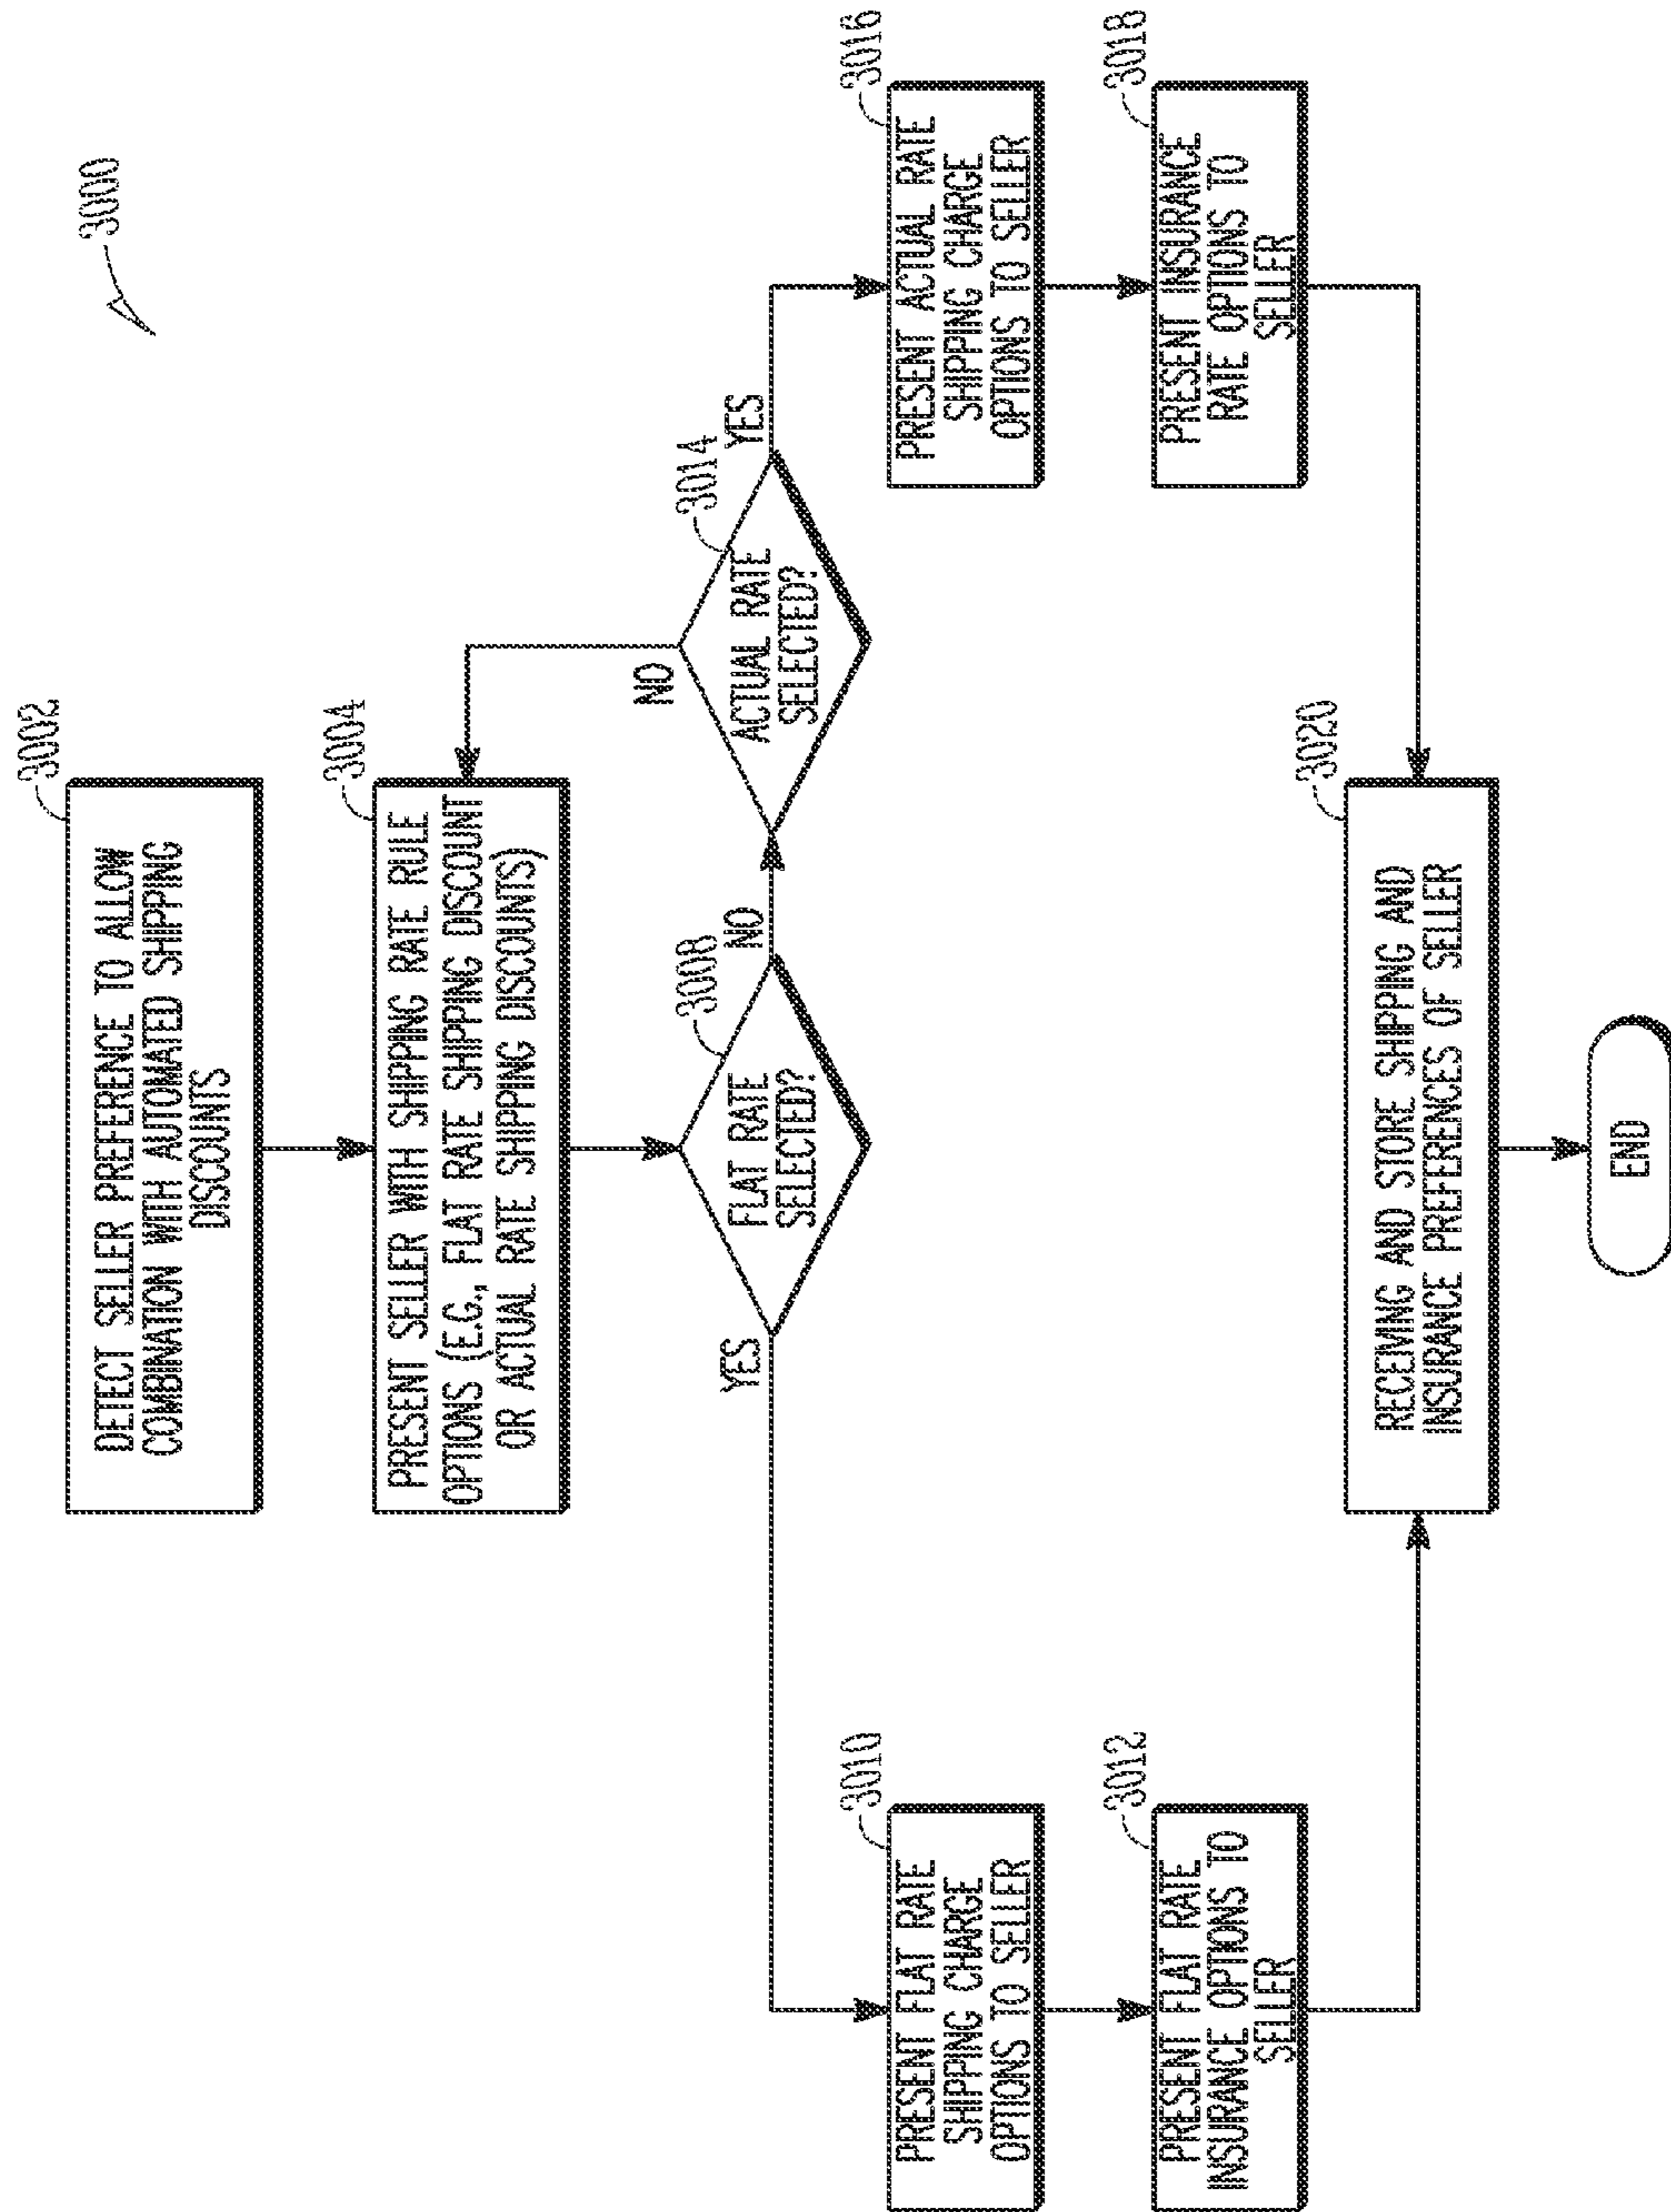 3000
3002
DETECT SELLER PREFERENCE TO ALLOW
COMBINATION WITH AUTOMATED SHIPPING
DISCOUNTS
3004
PRESENT SELLER WITH SHIPPING RATE RULE
OPTIONS (E.G., FLAT RATE SHIPPING DISCOUNT
OR ACTUAL RATE SHIPPING DISCOUNTS)
3008
FLAT RATE
SELECTED?
YES
NO
3014
ACTUAL RATE
SELECTED?
NO
YES
3010
PRESENT FLAT RATE
SHIPPING CHARGE
OPTIONS TO SELLER
3012
PRESENT FLAT RATE
INSURANCE OPTIONS TO
SELLER
3016
PRESENT ACTUAL RATE
SHIPPING CHARGE
OPTIONS TO SELLER
3018
PRESENT INSURANCE
RATE OPTIONS TO
SELLER
3020
RECEIVING AND STORE SHIPPING AND
INSURANCE PREFERENCES OF SELLER
END